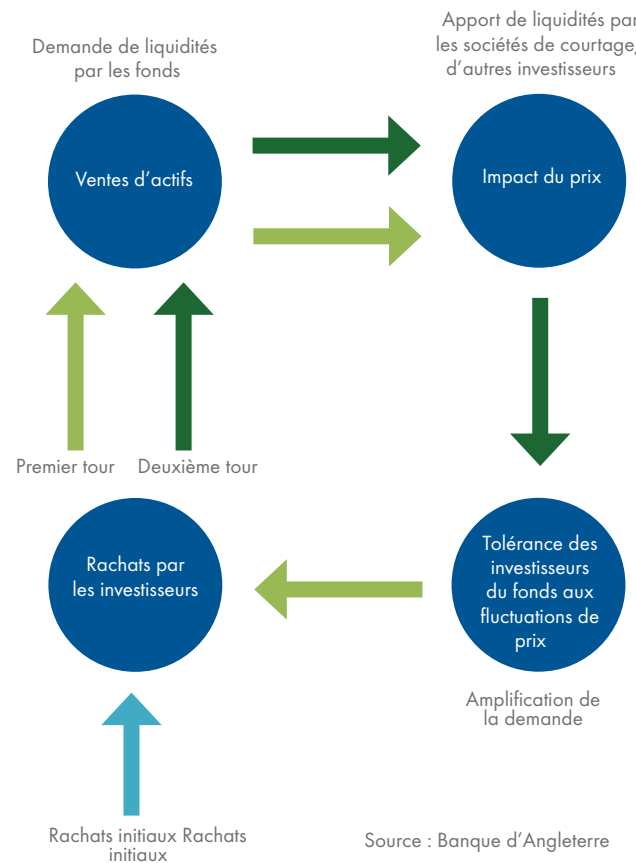 Demande de liquidités
par les fonds
Apport de liquidités par
les sociétés de courtage,
d'autres investisseurs
Ventes d'actifs
Impact du prix
Premier tour
Deuxième tour
Rachats par
les investisseurs
Tolérance des
investisseurs
du fonds aux
fluctuations de
prix
Amplification de
la demande
Rachats initiaux Rachats
initiaux
Source : Banque d'Angleterre